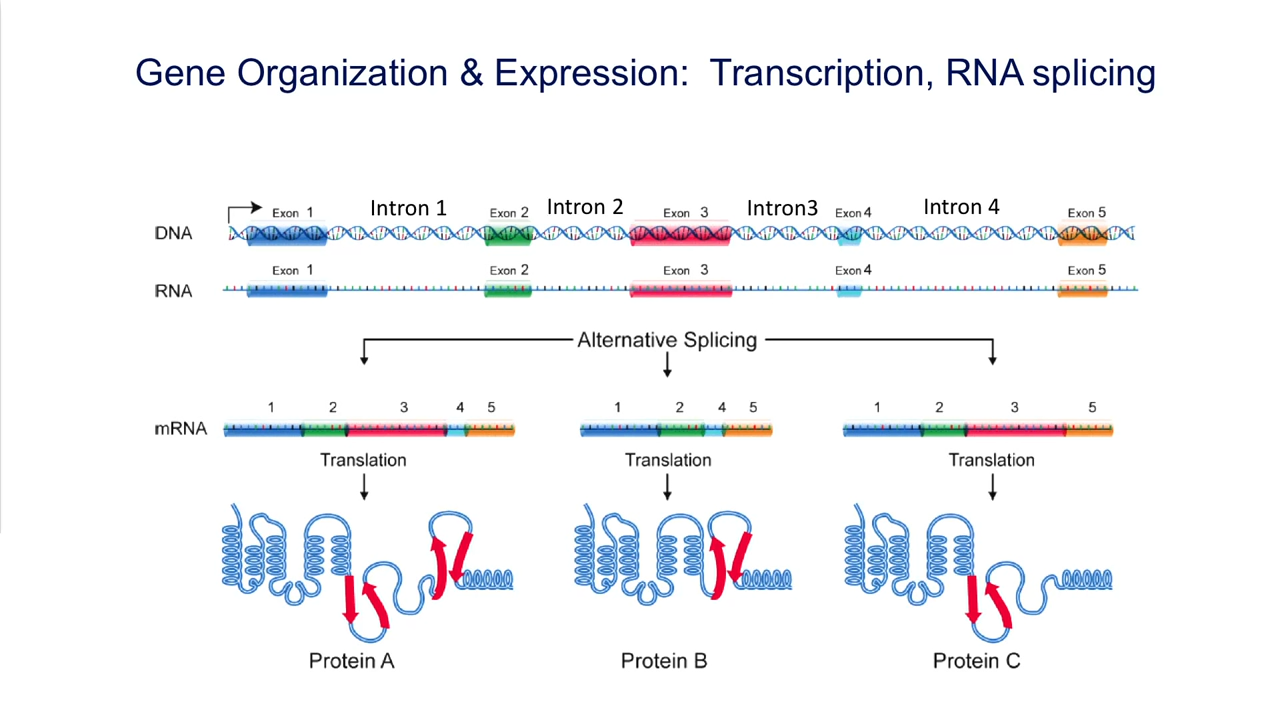 Gene Organization & Expression:  Transcription, RNA splicing
Exon 1 Intron 1 Exon 2 Intron 2 Exon 3 Intron3 Exon 4 Intron 4 Exon 5
DNA
Exon 1 Exon 2 Exon 3 Exon 4 Exon 5
RNA
Alternative Splicing
1 2 3 4 5 1 2 4 5 1 2 3 5
mRNA
Translation Translation Translation
Protein A Protein B Protein C